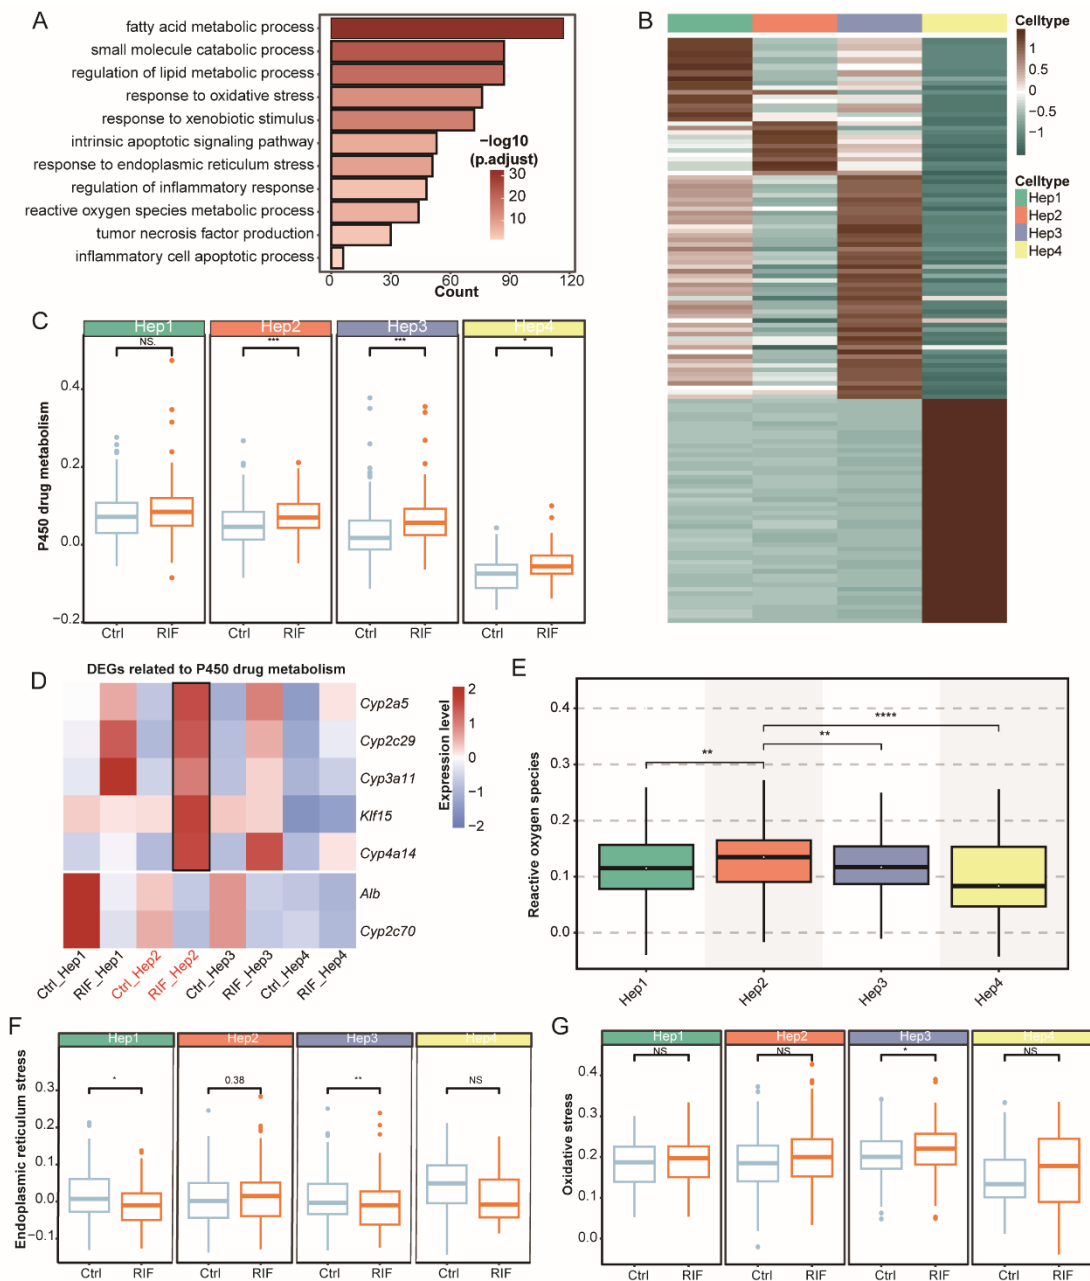 A
fatty acid metabolic process
small molecule catabolic process
regulation of lipid metabolic process
response to oxidative stress
response to xenobiotic stimulus
intrinsic apoptotic signaling pathway
response to endoplasmic reticulum stress
regulation of inflammatory response
reactive oxygen species metabolic process
tumor necrosis factor production
inflammatory cell apoptotic process
−log10
(p.adjust)
30
20
10
0
30
60
90
120
Count
B
Celltype
1
0.5
0
−0.5
−1
Celltype
Hep1
Hep2
Hep3
Hep4
C
Hep1
Hep2
Hep3
Hep4
NS.
***
***
*
P450 drug metabolism
0.4
0.2
0.0
−0.2
Ctrl
RIF
Ctrl
RIF
Ctrl
RIF
Ctrl
RIF
D
DEGs related to P450 drug metabolism
Cyp2a5
Cyp2c29
Cyp3a11
Klf15
Cyp4a14
Alb
Cyp2c70
Ctrl_Hep1
RIF_Hep1
Ctrl_Hep2
RIF_Hep2
Ctrl_Hep3
RIF_Hep3
Ctrl_Hep4
RIF_Hep4
Expression level
2
1
0
−1
−2
E
Reactive oxygen species
0.4
0.3
0.2
0.1
0.0
**
**
****
Hep1
Hep2
Hep3
Hep4
F
Hep1
Hep2
Hep3
Hep4
*
0.38
**
NS
Endoplasmic reticulum stress
0.3
0.2
0.1
0.0
−0.1
Ctrl
RIF
Ctrl
RIF
Ctrl
RIF
Ctrl
RIF
G
Hep1
Hep2
Hep3
Hep4
NS
NS
*
NS
Oxidative stress
0.4
0.3
0.2
0.1
0.0
Ctrl
RIF
Ctrl
RIF
Ctrl
RIF
Ctrl
RIF